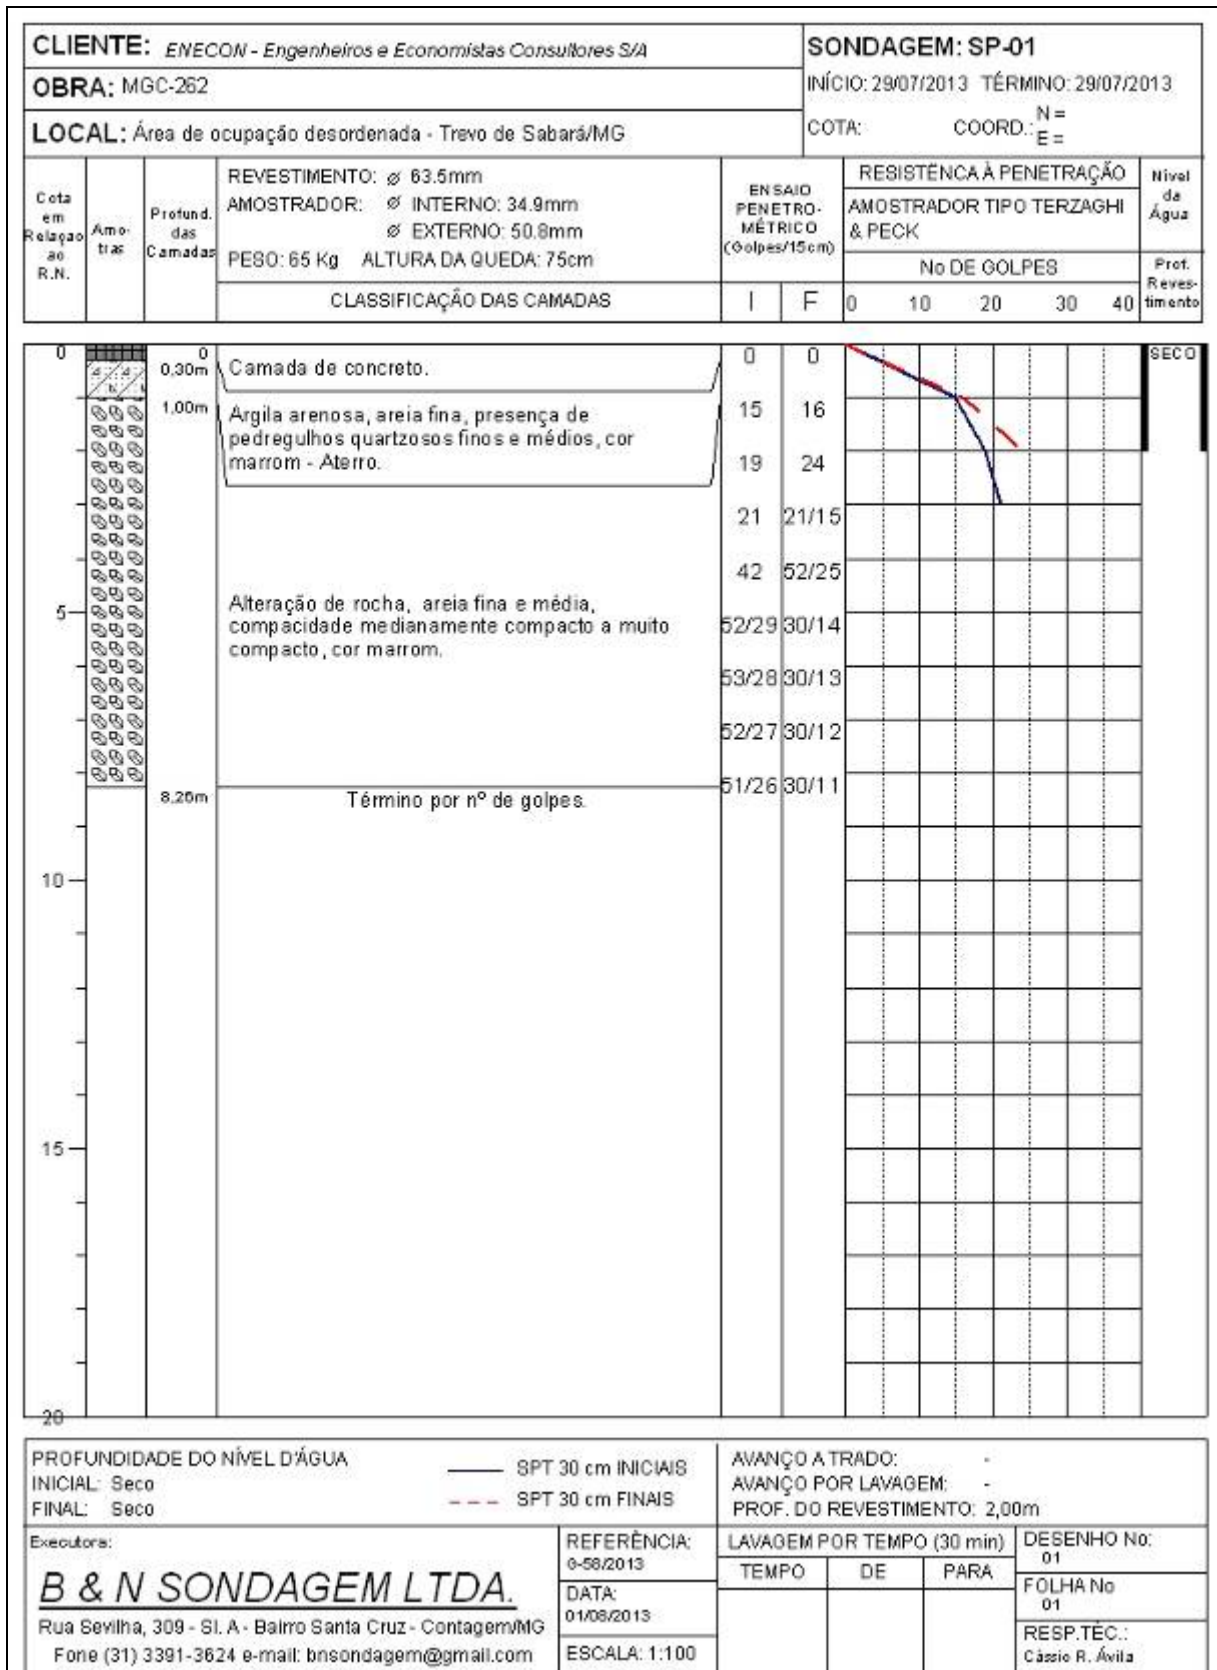 CLIENTE: ENECON - Engenheiros e Economistas Consultores S/A
SONDAGEM: SP-01
OBRA: MGC-262
INÍCIO: 29/07/2013 TÉRMINO: 29/07/2013
LOCAL: Área de ocupação desordenada - Trevo de Sabará/MG
COTA: COORD.: N =
E =
Cota em Relaçao ao R.N.
Amo-tras
Profund. das Camadas
REVESTIMENTO: ø 63.5mm
AMOSTRADOR: ø INTERNO: 34.9mm
ø EXTERNO: 50.8mm
PESO: 65 Kg ALTURA DA QUEDA: 75cm
CLASSIFICAÇÃO DAS CAMADAS
ENSAIO PENETRO-MÉTRICO (Golpes/15cm)
I F
RESISTÊNCA À PENETRAÇÃO
AMOSTRADOR TIPO TERZAGHI & PECK
No DE GOLPES
0 10 20 30 40
Nivel da Água
Prof. Reves-timento
0
0
0,30m Camada de concreto.
0 0
SECO
1,00m Argila arenosa, areia fina, presença de
pedregulhos quartzosos finos e médios, cor
marrom - Aterro.
15 16
19 24
21 21/15
42 52/25
5
Alteração de rocha, areia fina e média,
compacidade medianamente compacto a muito
compacto, cor marrom.
52/29 30/14
53/28 30/13
52/27 30/12
51/26 30/11
8,26m Término por nº de golpes.
10
15
20
PROFUNDIDADE DO NÍVEL D'ÁGUA
INICIAL: Seco
FINAL: Seco
SPT 30 cm INICIAIS
SPT 30 cm FINAIS
AVANÇO A TRADO: -
AVANÇO POR LAVAGEM: -
PROF. DO REVESTIMENTO: 2,00m
Executora:
B & N SONDAGEM LTDA.
Rua Sevilha, 309 - Sl. A - Bairro Santa Cruz - Contagem/MG
Fone (31) 3391-3624 e-mail: bnsondagem@gmail.com
REFERÊNCIA:
G-58/2013
DATA:
01/08/2013
ESCALA: 1:100
LAVAGEM POR TEMPO (30 min)
TEMPO DE PARA
DESENHO No:
01
FOLHA No
01
RESP.TÉC.:
Cássio R. Ávila